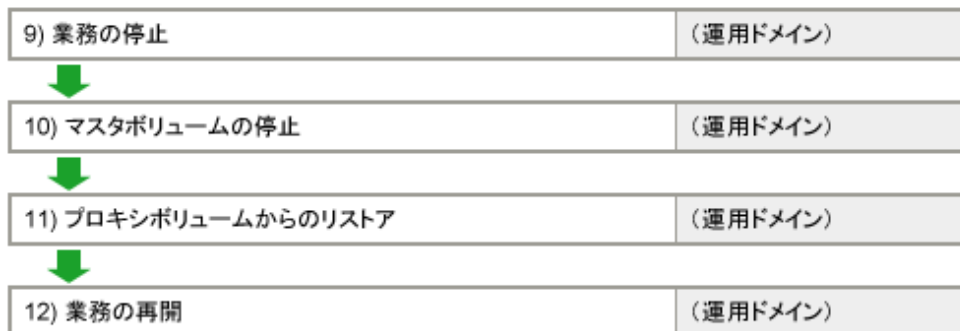 9) 業務の停止 （運用ドメイン）
10) マスタボリュームの停止 （運用ドメイン）
11) プロキシボリュームからのリストア （運用ドメイン）
12) 業務の再開 （運用ドメイン）